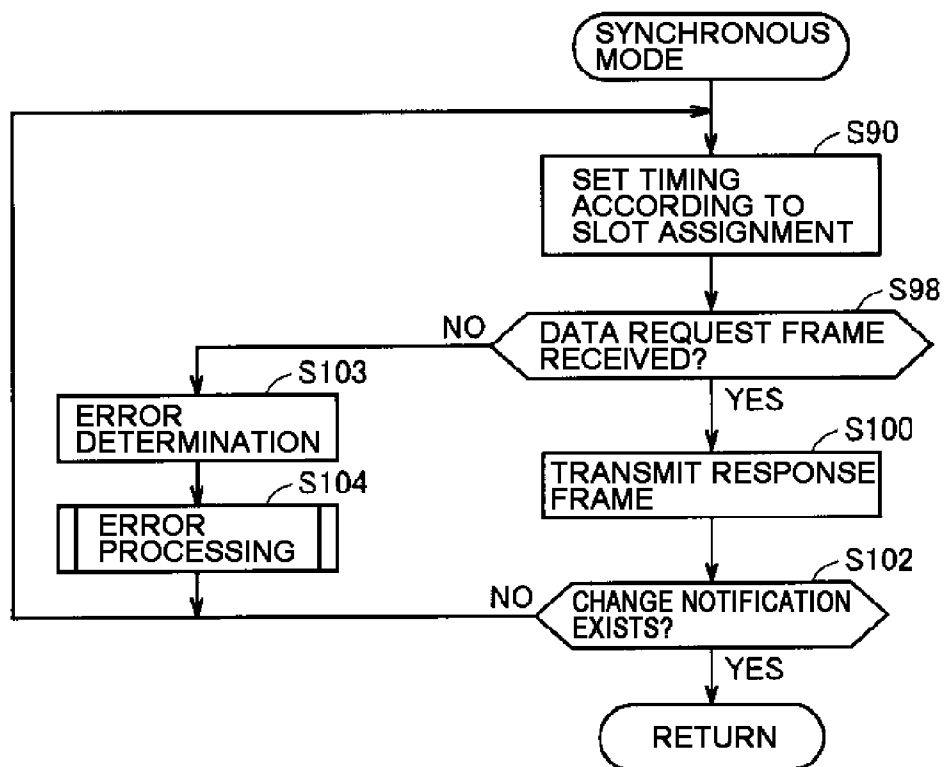 SYNCHRONOUS
MODE
S90
SET TIMING
ACCORDING TO
SLOT ASSIGNMENT
S98
NO
DATA REQUEST FRAME
RECEIVED?
YES
S103
ERROR
DETERMINATION
S100
TRANSMIT RESPONSE
FRAME
S104
ERROR
PROCESSING
S102
NO
CHANGE NOTIFICATION
EXISTS?
YES
RETURN